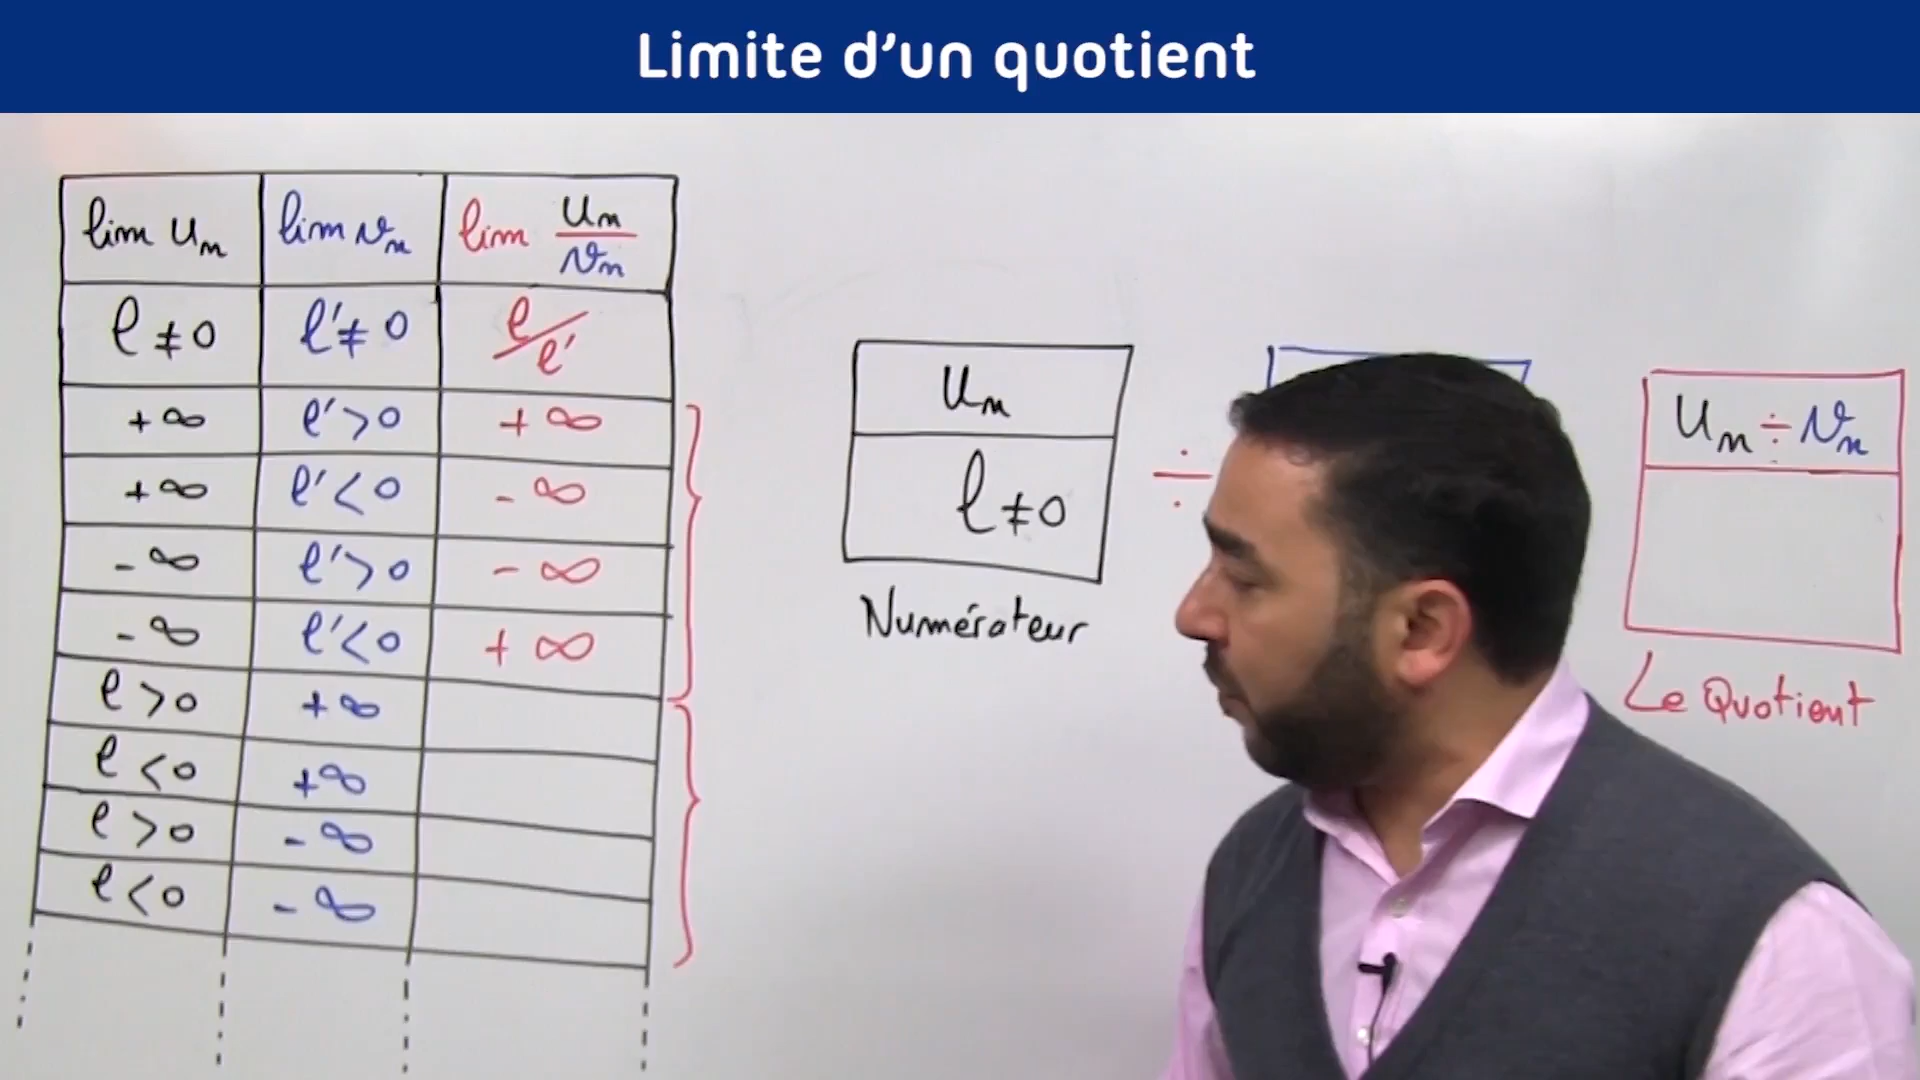 Limite d'un quotient
lim un lim vn lim un/vn
ℓ ≠ 0 ℓ' ≠ 0 ℓ/ℓ'
+∞ ℓ' > 0 +∞
+∞ ℓ' < 0 -∞
-∞ ℓ' > 0 -∞
-∞ ℓ' < 0 +∞
ℓ > 0 +∞
ℓ < 0 +∞
ℓ > 0 -∞
ℓ < 0 -∞
un
ℓ ≠ 0
Numérateur
÷
un ÷ vn
Le Quotient